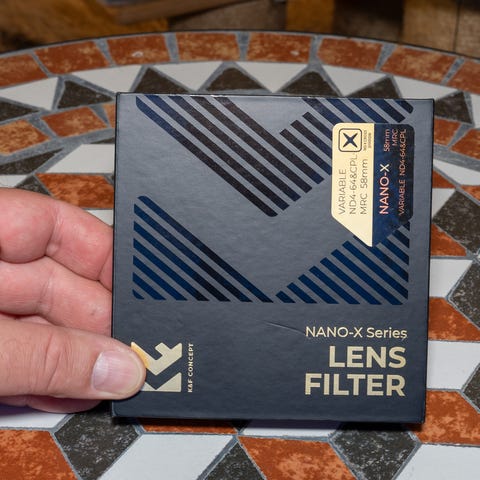 VARIABLE
ND4-64&CPL
MRC 58mm
NANO-X
58mm
MRC
VARIABLE ND4-64&CPL
NANO-X Series
LENS
FILTER
K&F CONCEPT